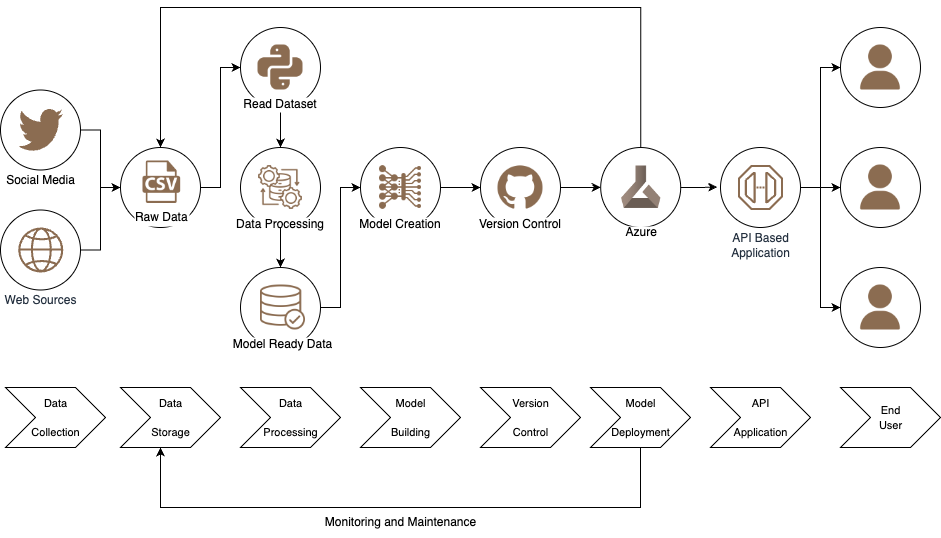 Read Dataset
Social Media
CSV
Raw Data
Data Processing
Model Creation
Version Control
Azure
API Based
Application
Web Sources
Model Ready Data
Data
Collection
Data
Storage
Data
Processing
Model
Building
Version
Control
Model
Deployment
API
Application
End
User
Monitoring and Maintenance